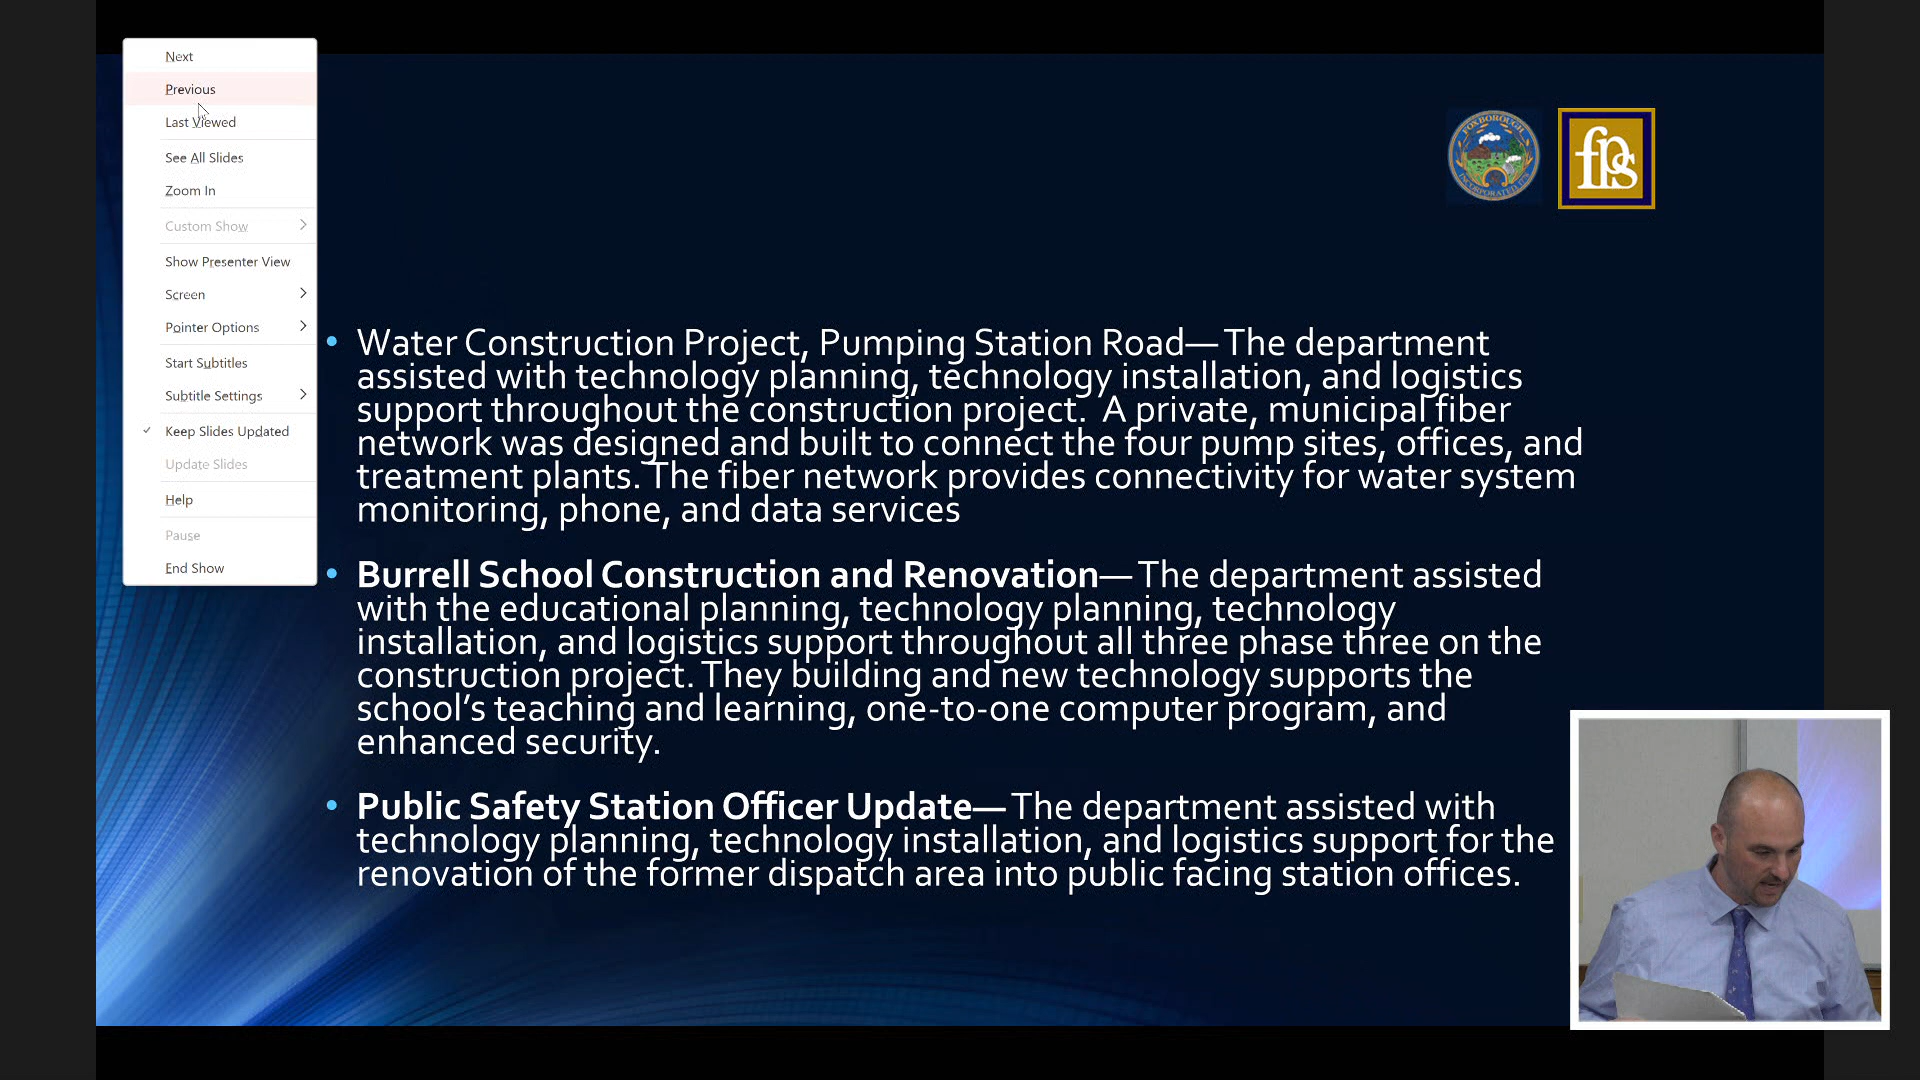 Next
Previous
Last Viewed
See All Slides
Zoom In
Custom Show
Show Presenter View
Screen
Pointer Options
Start Subtitles
Subtitle Settings
Keep Slides Updated
Update Slides
Help
Pause
End Show
FOXBOROUGH
INCORPORATED 1778
fps
• Water Construction Project, Pumping Station Road—The department
assisted with technology planning, technology installation, and logistics
support throughout the construction project.  A private, municipal fiber
network was designed and built to connect the four pump sites, offices, and
treatment plants. The fiber network provides connectivity for water system
monitoring, phone, and data services
• Burrell School Construction and Renovation—The department assisted
with the educational planning, technology planning, technology
installation, and logistics support throughout all three phase three on the
construction project. They building and new technology supports the
school’s teaching and learning, one-to-one computer program, and
enhanced security.
• Public Safety Station Officer Update—The department assisted with
technology planning, technology installation, and logistics support for the
renovation of the former dispatch area into public facing station offices.